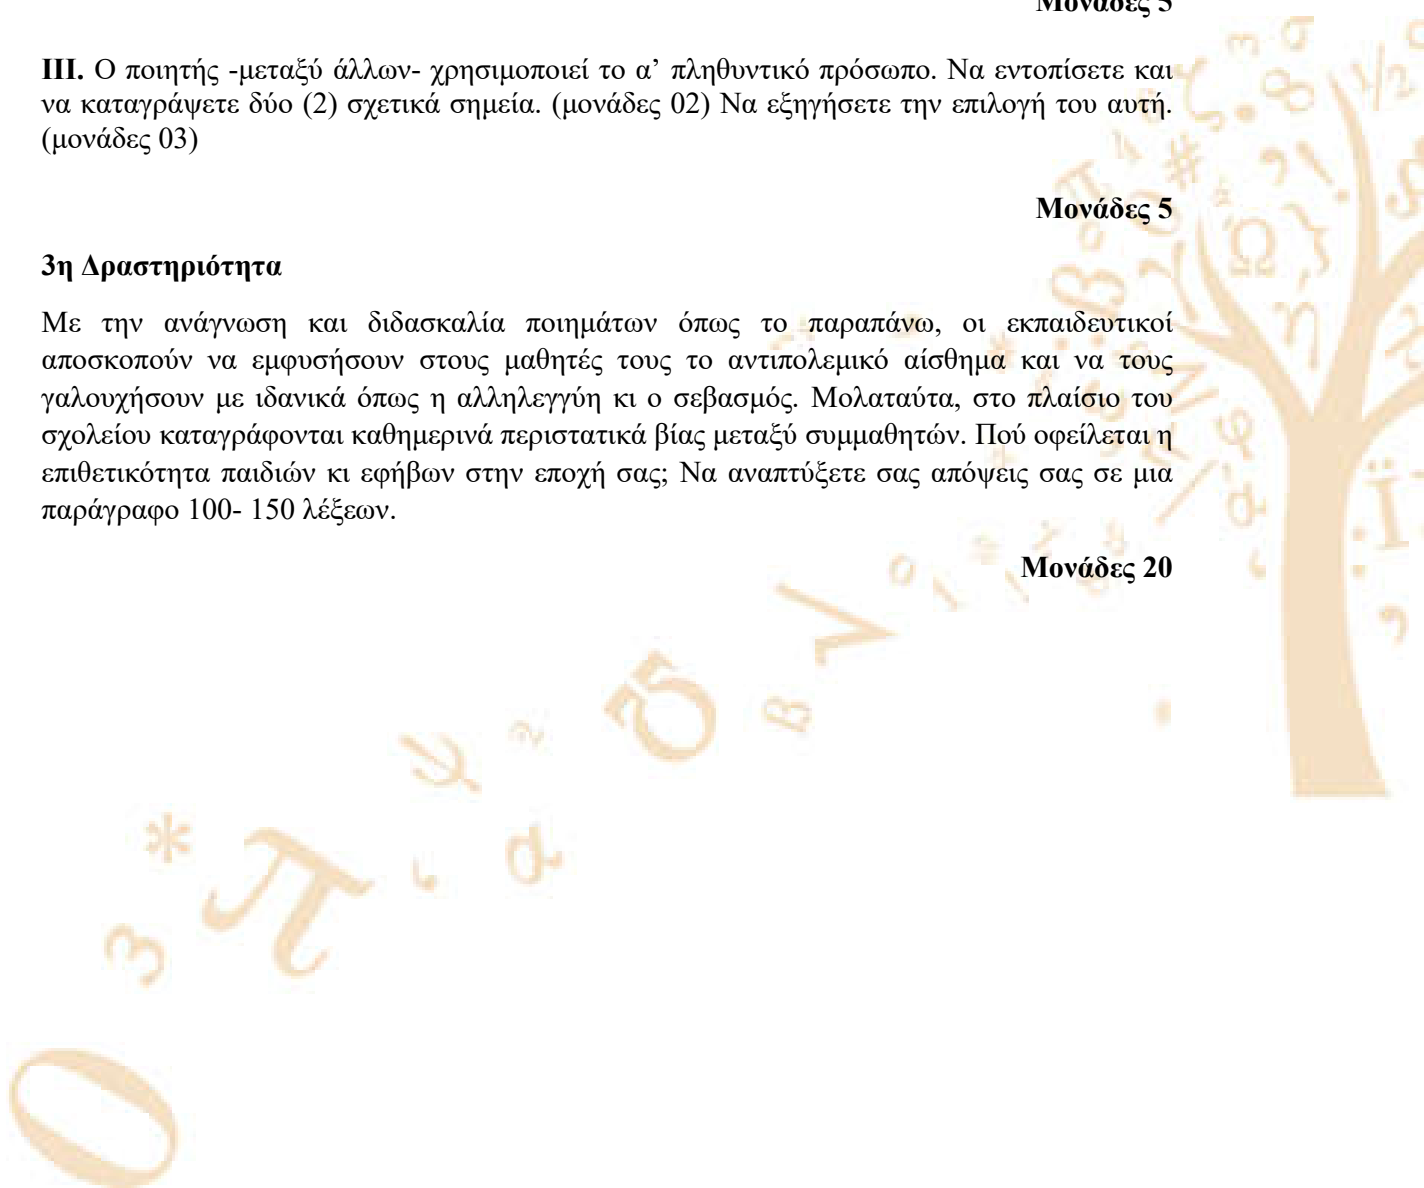 Μονάδες 5
III. Ο ποιητής -μεταξύ άλλων- χρησιμοποιεί το α’ πληθυντικό πρόσωπο. Να εντοπίσετε και
να καταγράψετε δύο (2) σχετικά σημεία. (μονάδες 02) Να εξηγήσετε την επιλογή του αυτή.
(μονάδες 03)
Μονάδες 5
3η Δραστηριότητα
Με την ανάγνωση και διδασκαλία ποιημάτων όπως το παραπάνω, οι εκπαιδευτικοί
αποσκοπούν να εμφυσήσουν στους μαθητές τους το αντιπολεμικό αίσθημα και να τους
γαλουχήσουν με ιδανικά όπως η αλληλεγγύη κι ο σεβασμός. Μολαταύτα, στο πλαίσιο του
σχολείου καταγράφονται καθημερινά περιστατικά βίας μεταξύ συμμαθητών. Πού οφείλεται η
επιθετικότητα παιδιών κι εφήβων στην εποχή σας; Να αναπτύξετε σας απόψεις σας σε μια
παράγραφο 100- 150 λέξεων.
Μονάδες 20